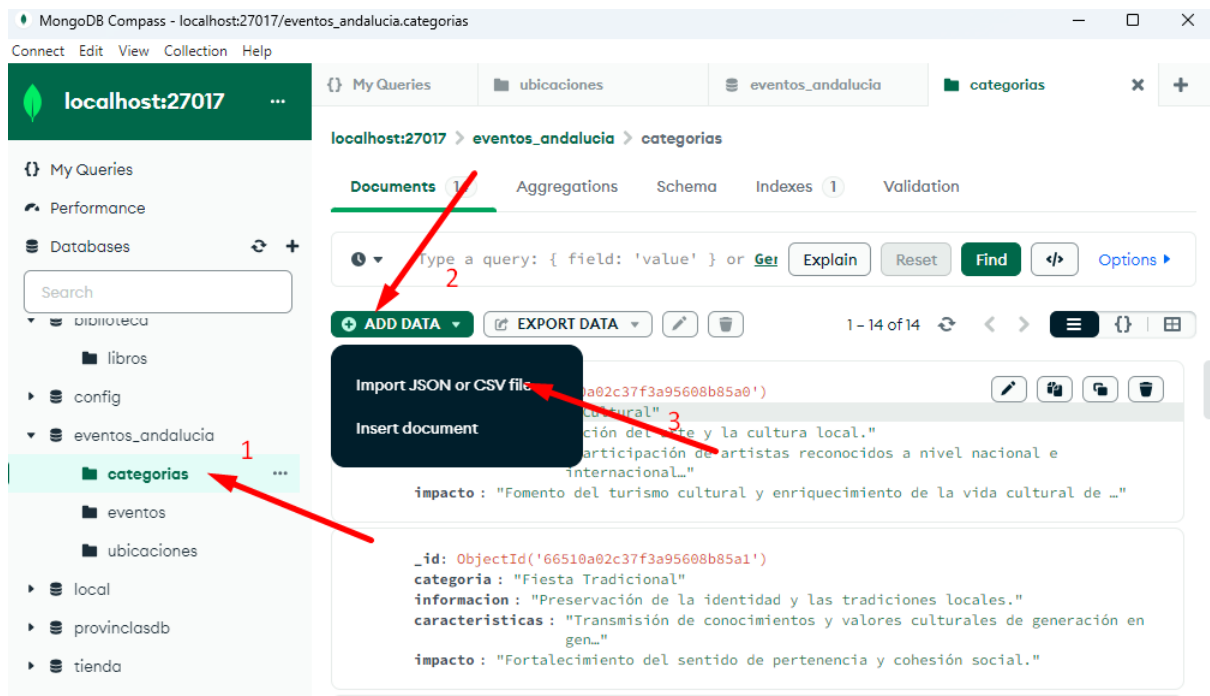 MongoDB Compass - localhost:27017/eventos_andalucia.categorias
Connect Edit View Collection Help
localhost:27017 ...
{} My Queries
Performance
Databases
Search
biblioteca
libros
config
eventos_andalucia
1
categorias ...
eventos
ubicaciones
local
provinclasdb
tienda
{} My Queries ubicaciones eventos_andalucia categorias
localhost:27017 > eventos_andalucia > categorias
Documents Aggregations Schema Indexes 1 Validation
Type a query: { field: 'value' } or Explain Reset Find </> Options
2
ADD DATA EXPORT DATA 1 – 14 of 14 {}
Import JSON or CSV file
Insert document
3
0a02c37f3a95608b85a0')
Cultural"
ción del arte y la cultura local."
articipación de artistas reconocidos a nivel nacional e
internacional…"
impacto : "Fomento del turismo cultural y enriquecimiento de la vida cultural de …"
_id: ObjectId('66510a02c37f3a95608b85a1')
categoria : "Fiesta Tradicional"
informacion : "Preservación de la identidad y las tradiciones locales."
caracteristicas : "Transmisión de conocimientos y valores culturales de generación en
gen…"
impacto : "Fortalecimiento del sentido de pertenencia y cohesión social."